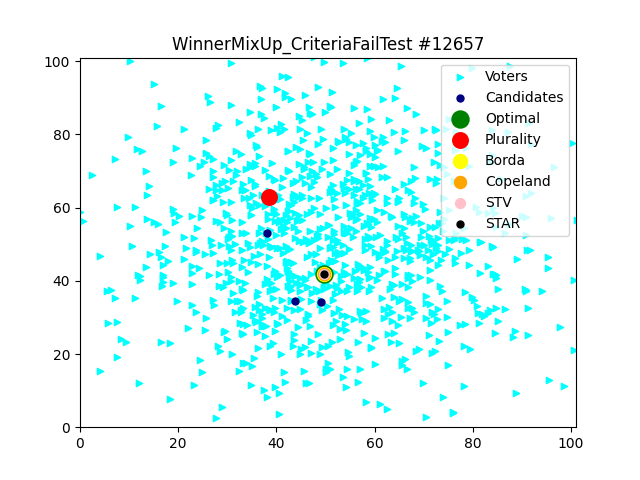 WinnerMixUp_CriteriaFailTest #12657
100
80
60
40
20
0
0
20
40
60
80
100
Voters
Candidates
Optimal
Plurality
Borda
Copeland
STV
STAR